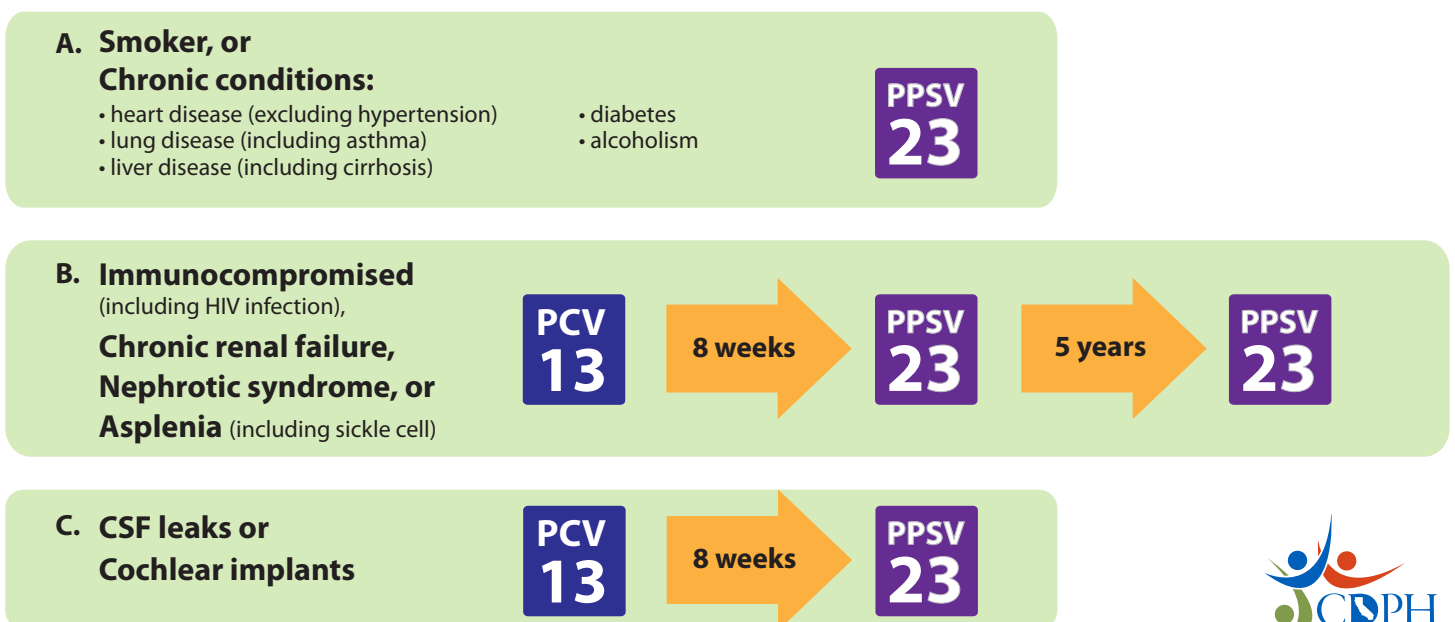 A. Smoker, or
Chronic conditions:
• heart disease (excluding hypertension)
• lung disease (including asthma)
• liver disease (including cirrhosis)
• diabetes
• alcoholism
PPSV
23
B. Immunocompromised
(including HIV infection),
Chronic renal failure,
Nephrotic syndrome, or
Asplenia (including sickle cell)
PCV
13
8 weeks
PPSV
23
5 years
PPSV
23
C. CSF leaks or
Cochlear implants
PCV
13
8 weeks
PPSV
23
CDPH